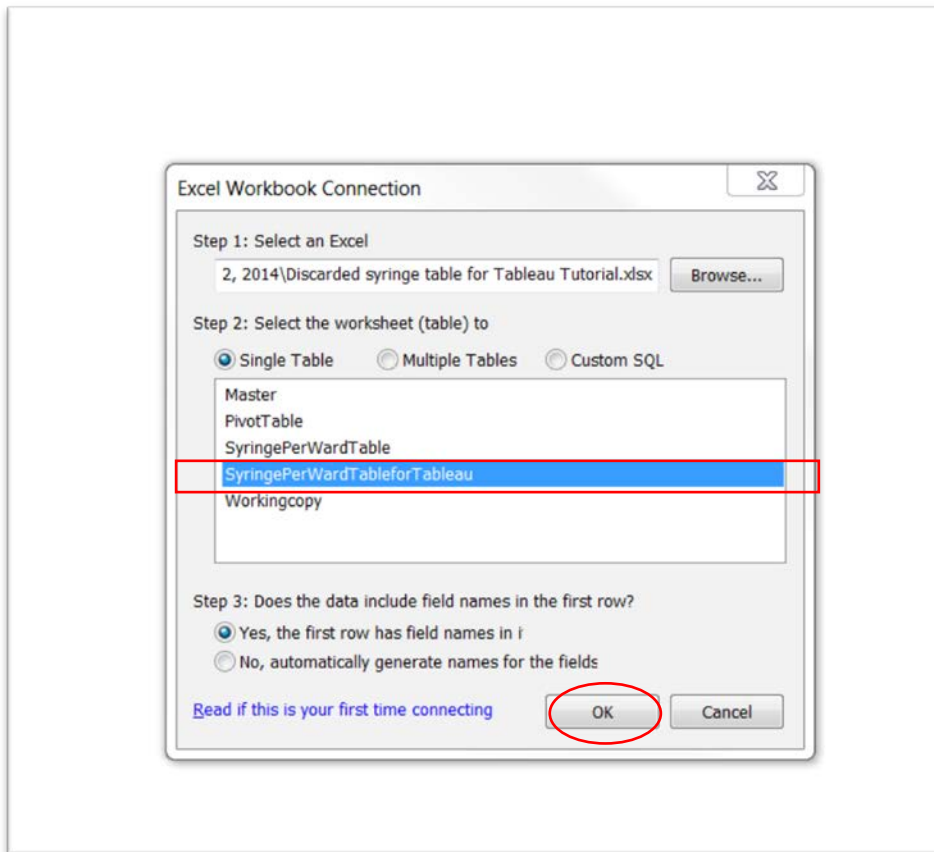 Excel Workbook Connection
Step 1: Select an Excel
2, 2014\Discarded syringe table for Tableau Tutorial.xlsx Browse...
Step 2: Select the worksheet (table) to
Single Table Multiple Tables Custom SQL
Master
PivotTable
SyringePerWardTable
SyringePerWardTableforTableau
Workingcopy
Step 3: Does the data include field names in the first row?
Yes, the first row has field names in
No, automatically generate names for the fields
Read if this is your first time connecting OK Cancel